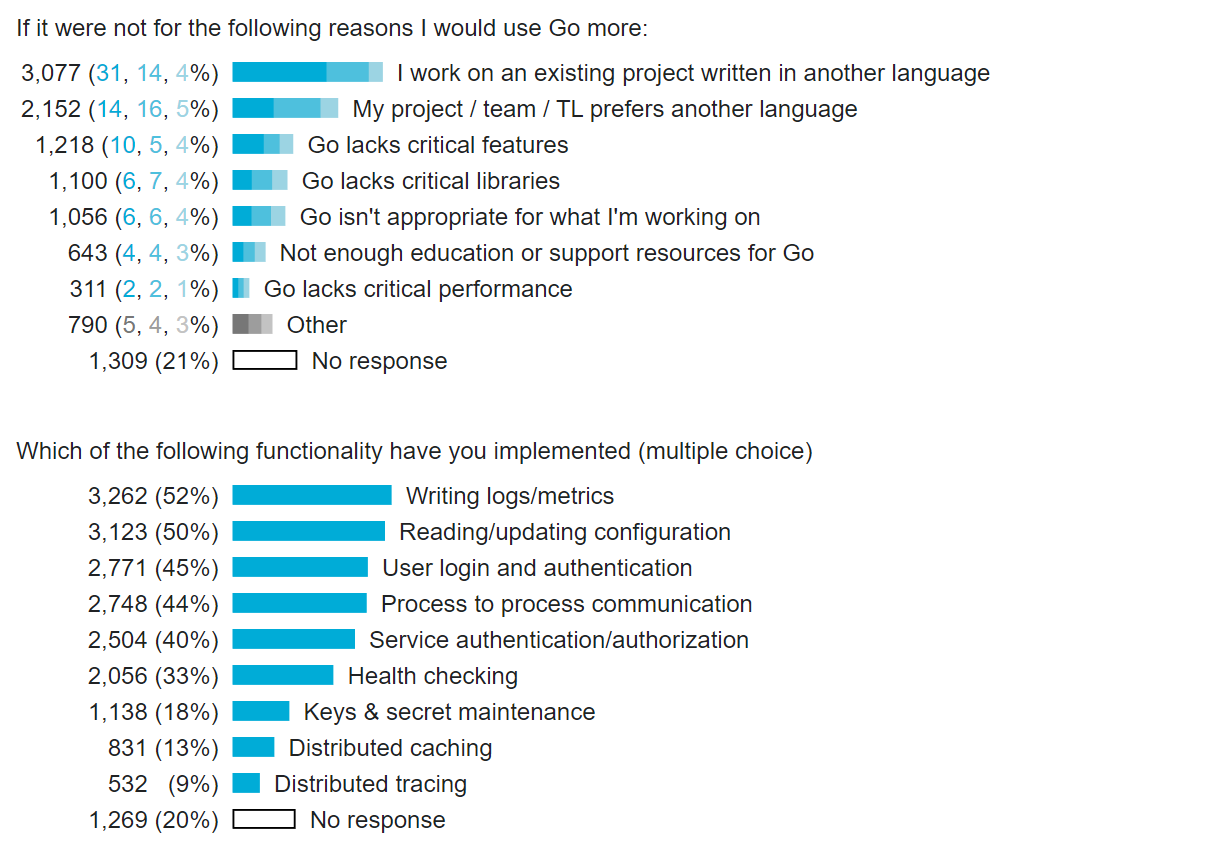 If it were not for the following reasons I would use Go more:
3,077 (31, 14, 4%) I work on an existing project written in another language
2,152 (14, 16, 5%) My project / team / TL prefers another language
1,218 (10, 5, 4%) Go lacks critical features
1,100 (6, 7, 4%) Go lacks critical libraries
1,056 (6, 6, 4%) Go isn't appropriate for what I'm working on
643 (4, 4, 3%) Not enough education or support resources for Go
311 (2, 2, 1%) Go lacks critical performance
790 (5, 4, 3%) Other
1,309 (21%) No response
Which of the following functionality have you implemented (multiple choice)
3,262 (52%) Writing logs/metrics
3,123 (50%) Reading/updating configuration
2,771 (45%) User login and authentication
2,748 (44%) Process to process communication
2,504 (40%) Service authentication/authorization
2,056 (33%) Health checking
1,138 (18%) Keys & secret maintenance
831 (13%) Distributed caching
532 (9%) Distributed tracing
1,269 (20%) No response